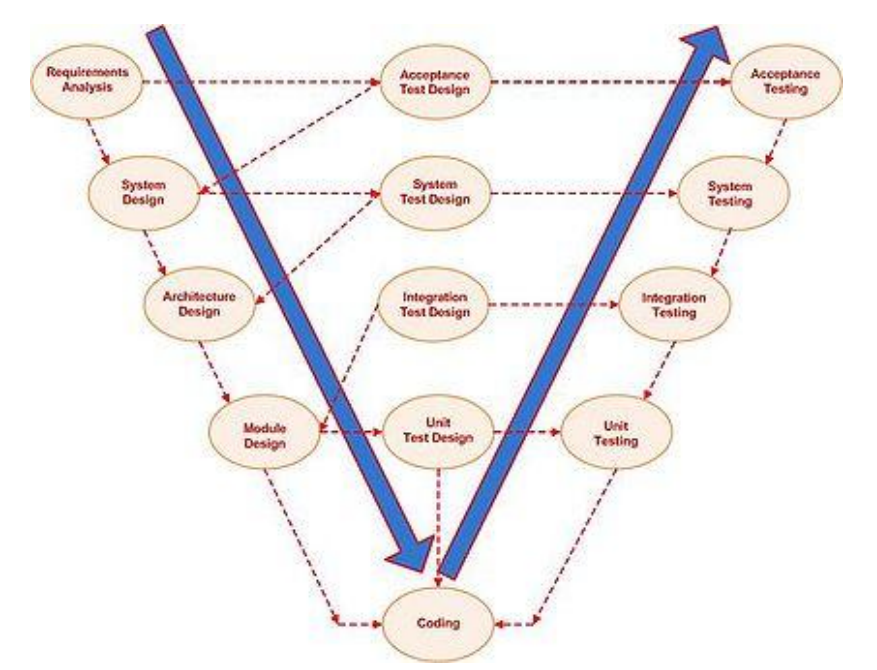 Requirements
Analysis
Acceptance
Test Design
Acceptance
Testing
System
Design
System
Test Design
System
Testing
Architecture
Design
Integration
Test Design
Integration
Testing
Module
Design
Unit
Test Design
Unit
Testing
Coding